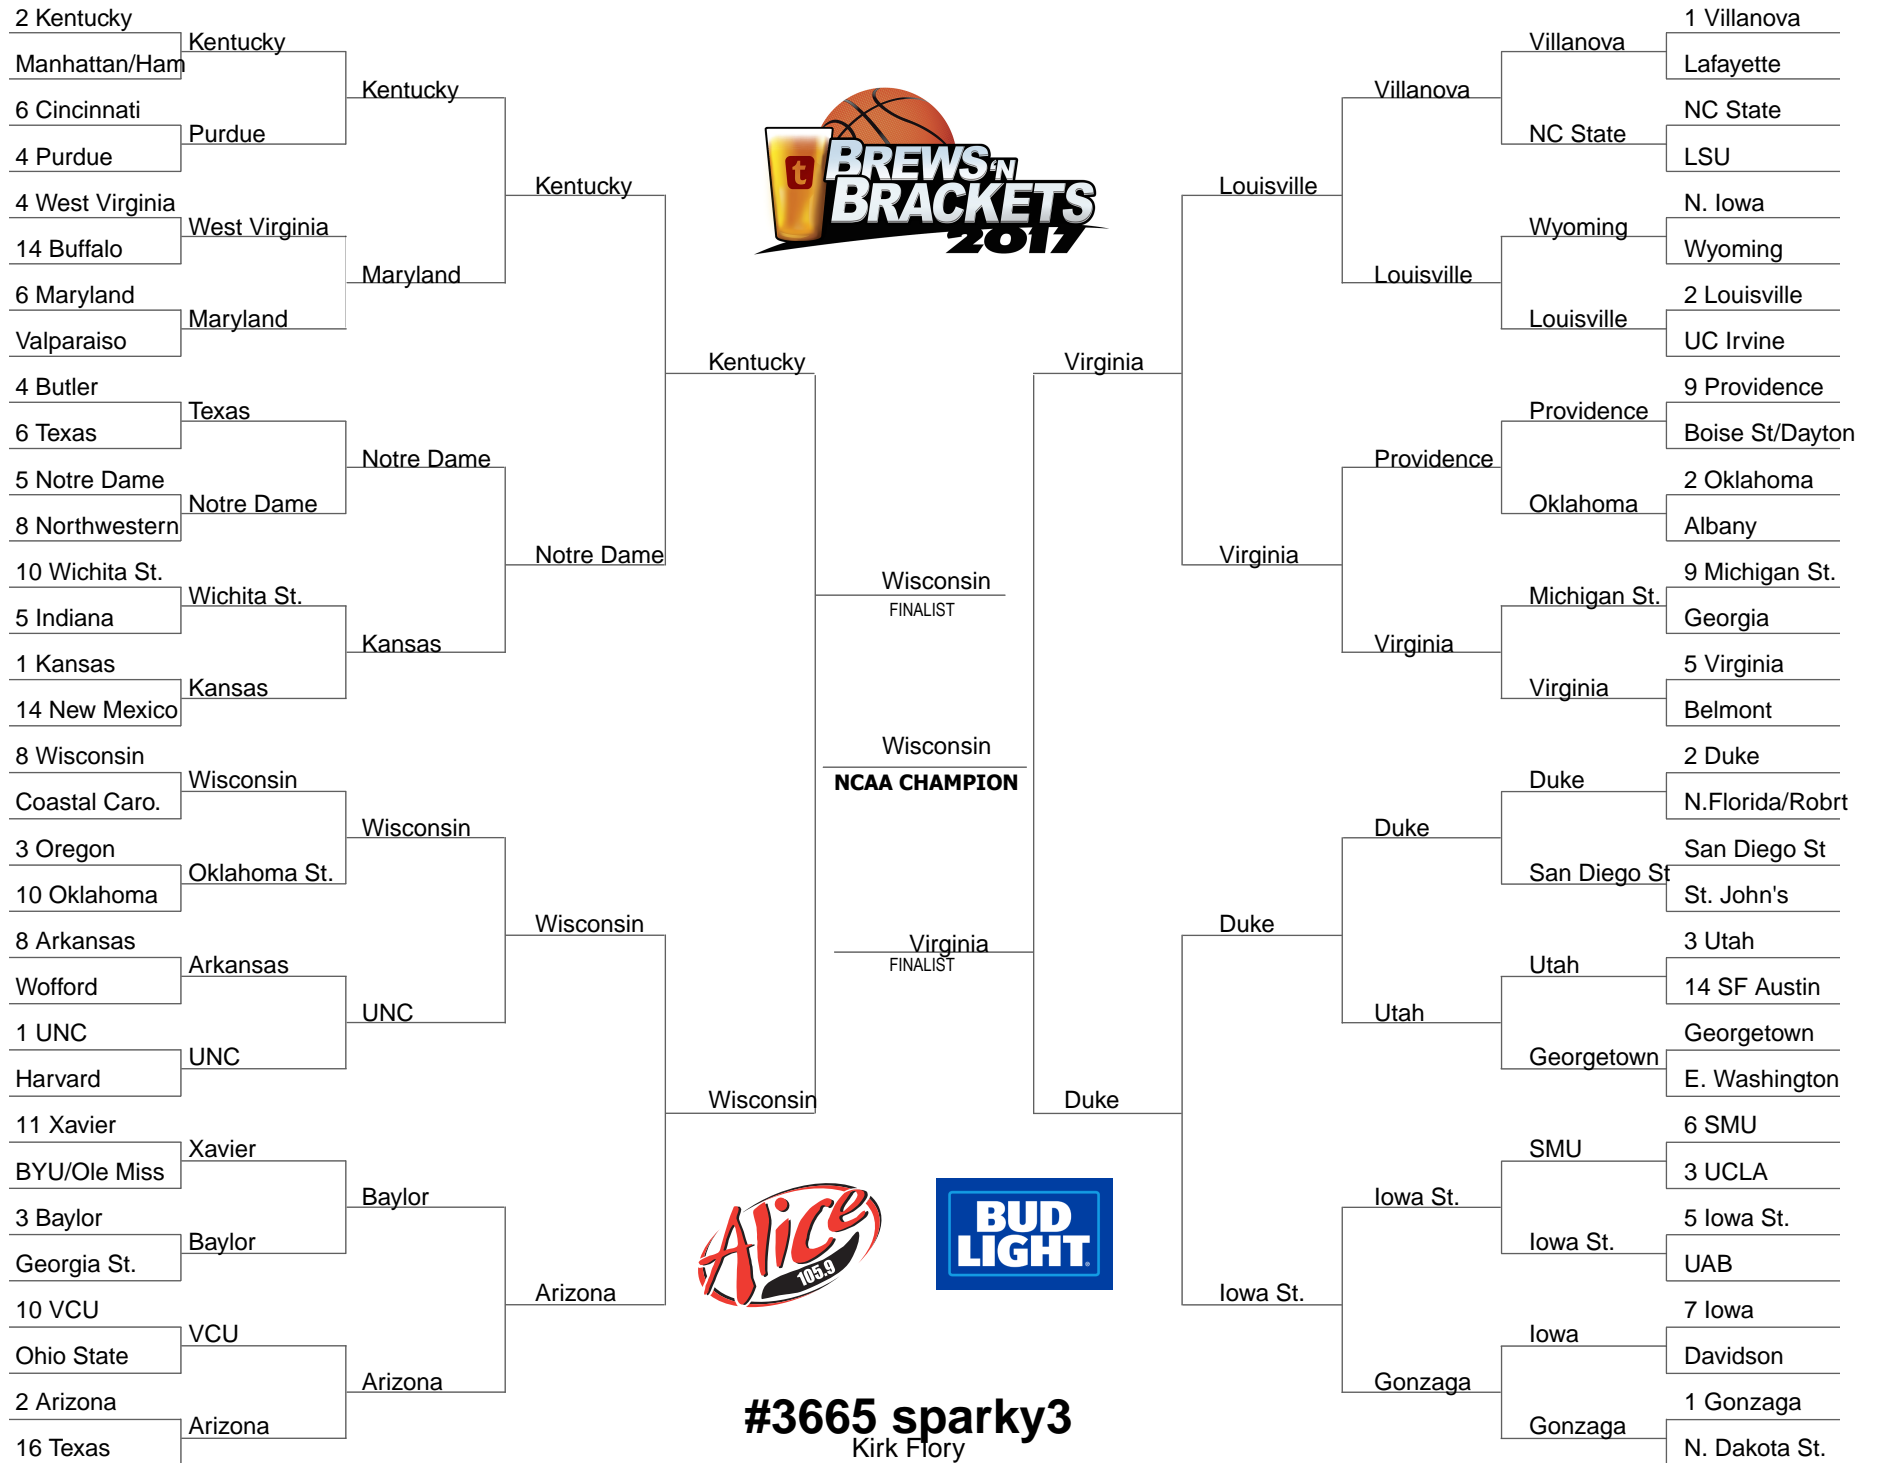 2 Kentucky
Manhattan/Ham
6 Cincinnati
4 Purdue
4 West Virginia
14 Buffalo
6 Maryland
Valparaiso
4 Butler
6 Texas
5 Notre Dame
8 Northwestern
10 Wichita St.
5 Indiana
1 Kansas
14 New Mexico
8 Wisconsin
Coastal Caro.
3 Oregon
10 Oklahoma
8 Arkansas
Wofford
1 UNC
Harvard
11 Xavier
BYU/Ole Miss
3 Baylor
Georgia St.
10 VCU
Ohio State
2 Arizona
16 Texas
Kentucky
Purdue
West Virginia
Maryland
Texas
Notre Dame
Wichita St.
Kansas
Wisconsin
Oklahoma St.
Arkansas
UNC
Xavier
Baylor
VCU
Arizona
Kentucky
Maryland
Notre Dame
Kansas
Wisconsin
UNC
Baylor
Arizona
Kentucky
Notre Dame
Wisconsin
Arizona
Kentucky
Wisconsin
t
BREWS 'N
BRACKETS
2017
Wisconsin
FINALIST
Wisconsin
NCAA CHAMPION
Virginia
FINALIST
Alice
105.9
BUD
LIGHT.
#3665 sparky3
Kirk Flory
Virginia
Duke
Louisville
Virginia
Duke
Iowa St.
Villanova
Louisville
Providence
Virginia
Duke
Utah
Iowa St.
Gonzaga
Villanova
NC State
Wyoming
Louisville
Providence
Oklahoma
Michigan St.
Virginia
Duke
San Diego St
Utah
Georgetown
SMU
Iowa St.
Iowa
Gonzaga
1 Villanova
Lafayette
NC State
LSU
N. Iowa
Wyoming
2 Louisville
UC Irvine
9 Providence
Boise St/Dayton
2 Oklahoma
Albany
9 Michigan St.
Georgia
5 Virginia
Belmont
2 Duke
N.Florida/Robrt
San Diego St
St. John's
3 Utah
14 SF Austin
Georgetown
E. Washington
6 SMU
3 UCLA
5 Iowa St.
UAB
7 Iowa
Davidson
1 Gonzaga
N. Dakota St.